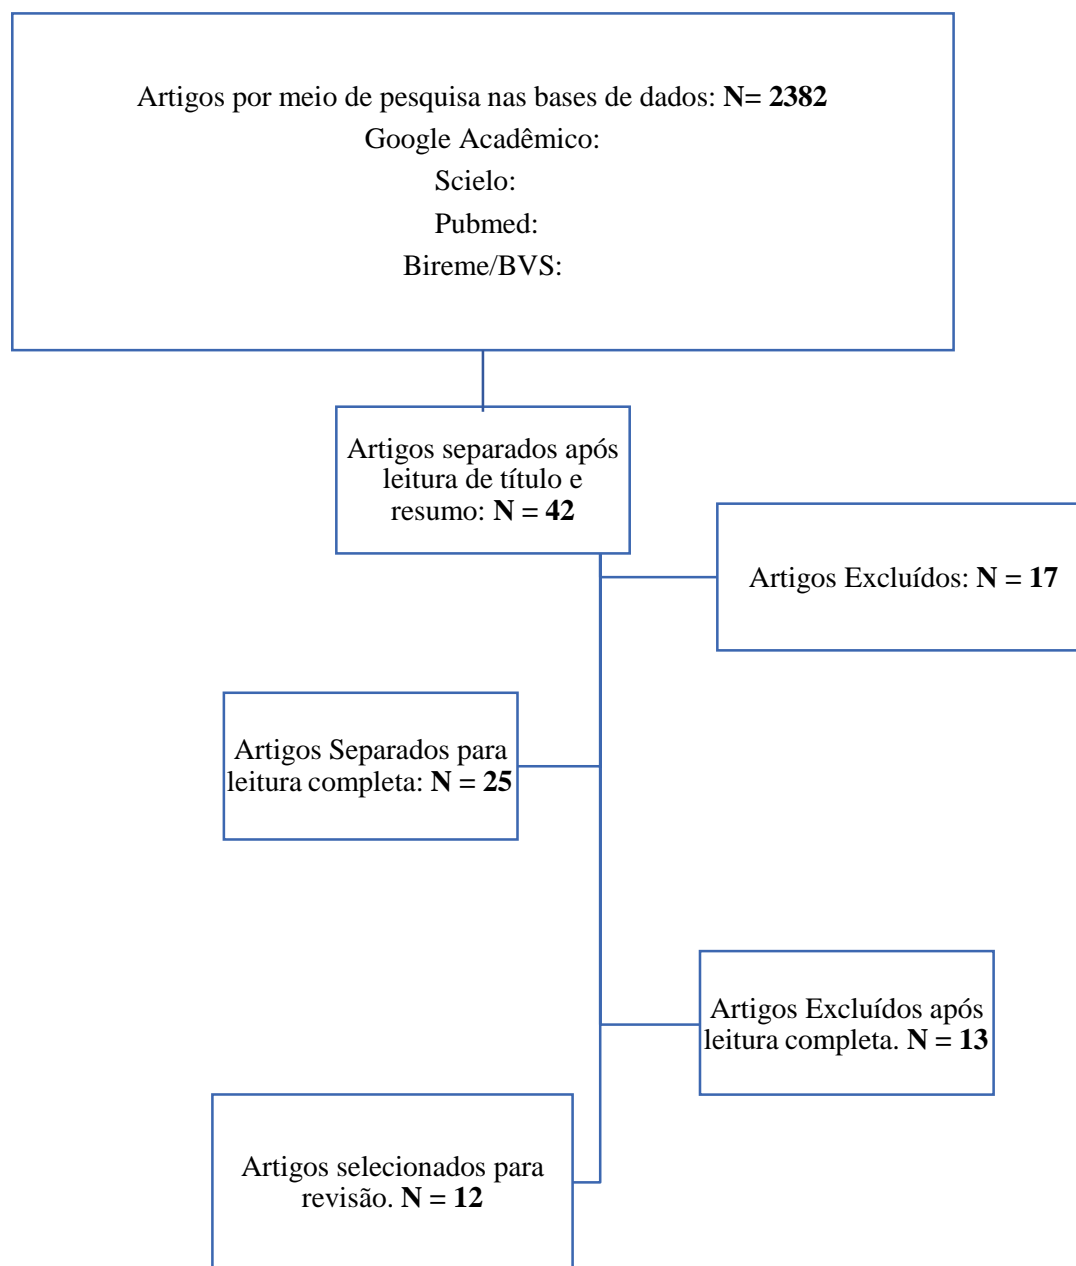 Artigos por meio de pesquisa nas bases de dados: N= 2382
Google Acadêmico:
Scielo:
Pubmed:
Bireme/BVS:
Artigos separados após
leitura de título e
resumo: N = 42
Artigos Excluídos: N = 17
Artigos Separados para
leitura completa: N = 25
Artigos Excluídos após
leitura completa. N = 13
Artigos selecionados para
revisão. N = 12